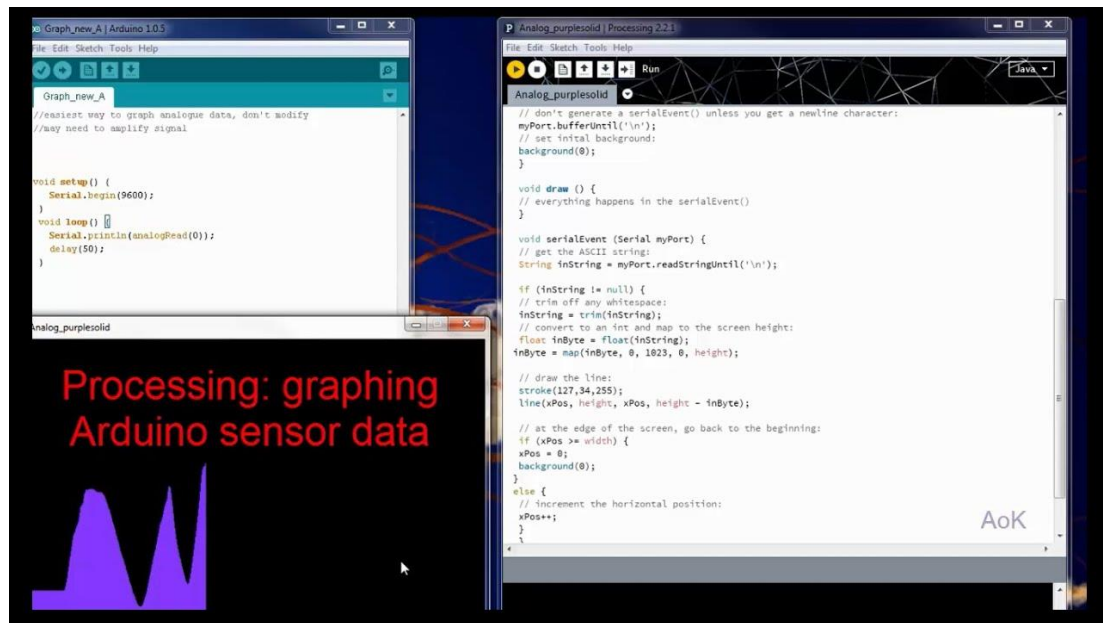 Graph_new_A | Arduino 1.0.5
File Edit Sketch Tools Help
Graph_new_A
//easiest way to graph analogue data, don't modify
//may need to amplify signal
void setup() {
Serial.begin(9600);
}
void loop() {
Serial.println(analogRead(0));
delay(50);
}
Analog_purplesolid
Processing: graphing
Arduino sensor data
P Analog_purplesolid | Processing 2.2.1
File Edit Sketch Tools Help
Run
Java
Analog_purplesolid
// don't generate a serialEvent() unless you get a newline character:
myPort.bufferUntil('\n');
// set inital background:
background(0);
}
void draw () {
// everything happens in the serialEvent()
}
void serialEvent (Serial myPort) {
// get the ASCII string:
String inString = myPort.readStringUntil('\n');
if (inString != null) {
// trim off any whitespace:
inString = trim(inString);
// convert to an int and map to the screen height:
float inByte = float(inString);
inByte = map(inByte, 0, 1023, 0, height);
// draw the line:
stroke(127,34,255);
line(xPos, height, xPos, height - inByte);
// at the edge of the screen, go back to the beginning:
if (xPos >= width) {
xPos = 0;
background(0);
}
else {
// increment the horizontal position:
xPos++;
}
}
AoK